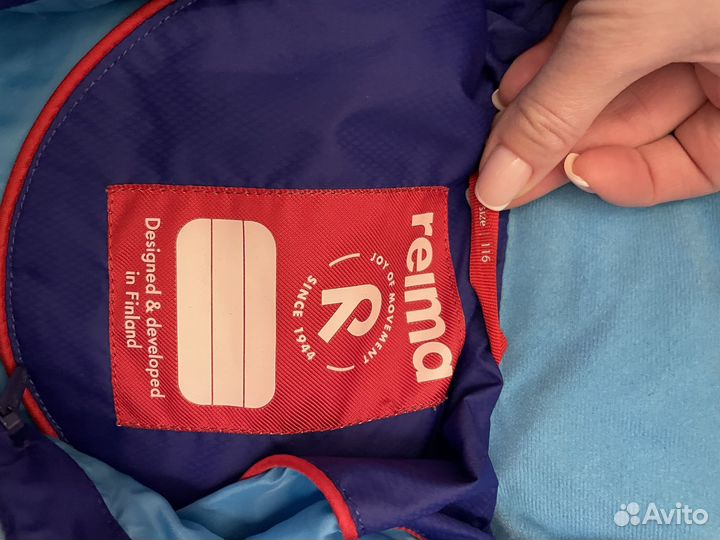 reima
JOY OF MOVEMENT
R
SINCE 1944
Designed & developed
in Finland
size 116
Avito